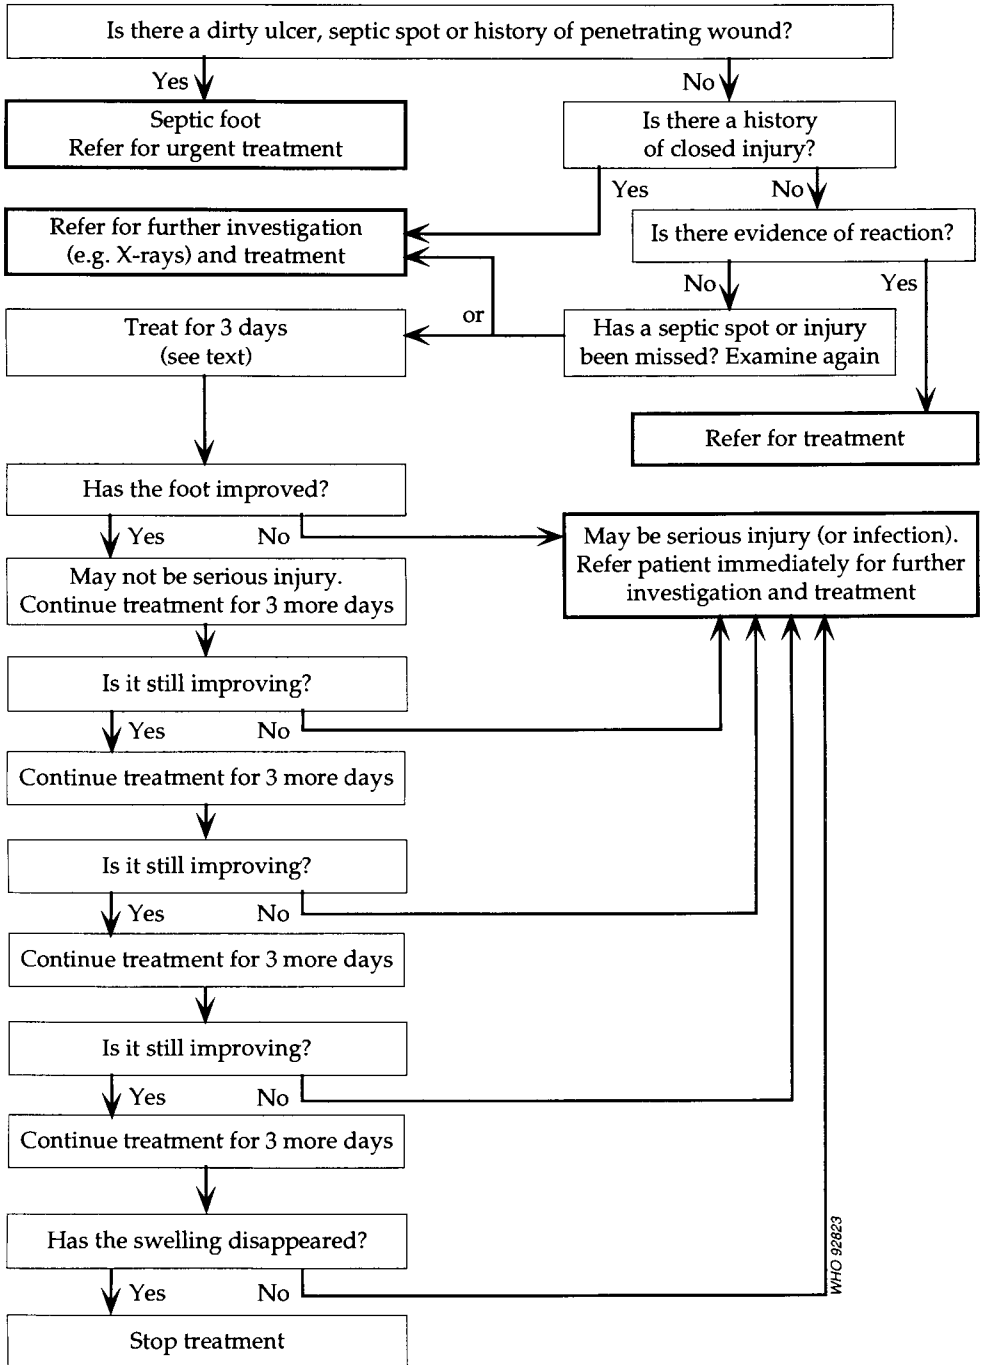 Is there a dirty ulcer, septic spot or history of penetrating wound?
Yes
No
Septic foot
Refer for urgent treatment
Is there a history
of closed injury?
Yes
No
Refer for further investigation
(e.g. X-rays) and treatment
Is there evidence of reaction?
No
Yes
or
Treat for 3 days
(see text)
Has a septic spot or injury
been missed? Examine again
Refer for treatment
Has the foot improved?
Yes
No
May be serious injury (or infection).
Refer patient immediately for further
investigation and treatment
May not be serious injury.
Continue treatment for 3 more days
Is it still improving?
Yes
No
Continue treatment for 3 more days
Is it still improving?
Yes
No
Continue treatment for 3 more days
Is it still improving?
Yes
No
Continue treatment for 3 more days
Has the swelling disappeared?
Yes
No
Stop treatment
WHO 92823